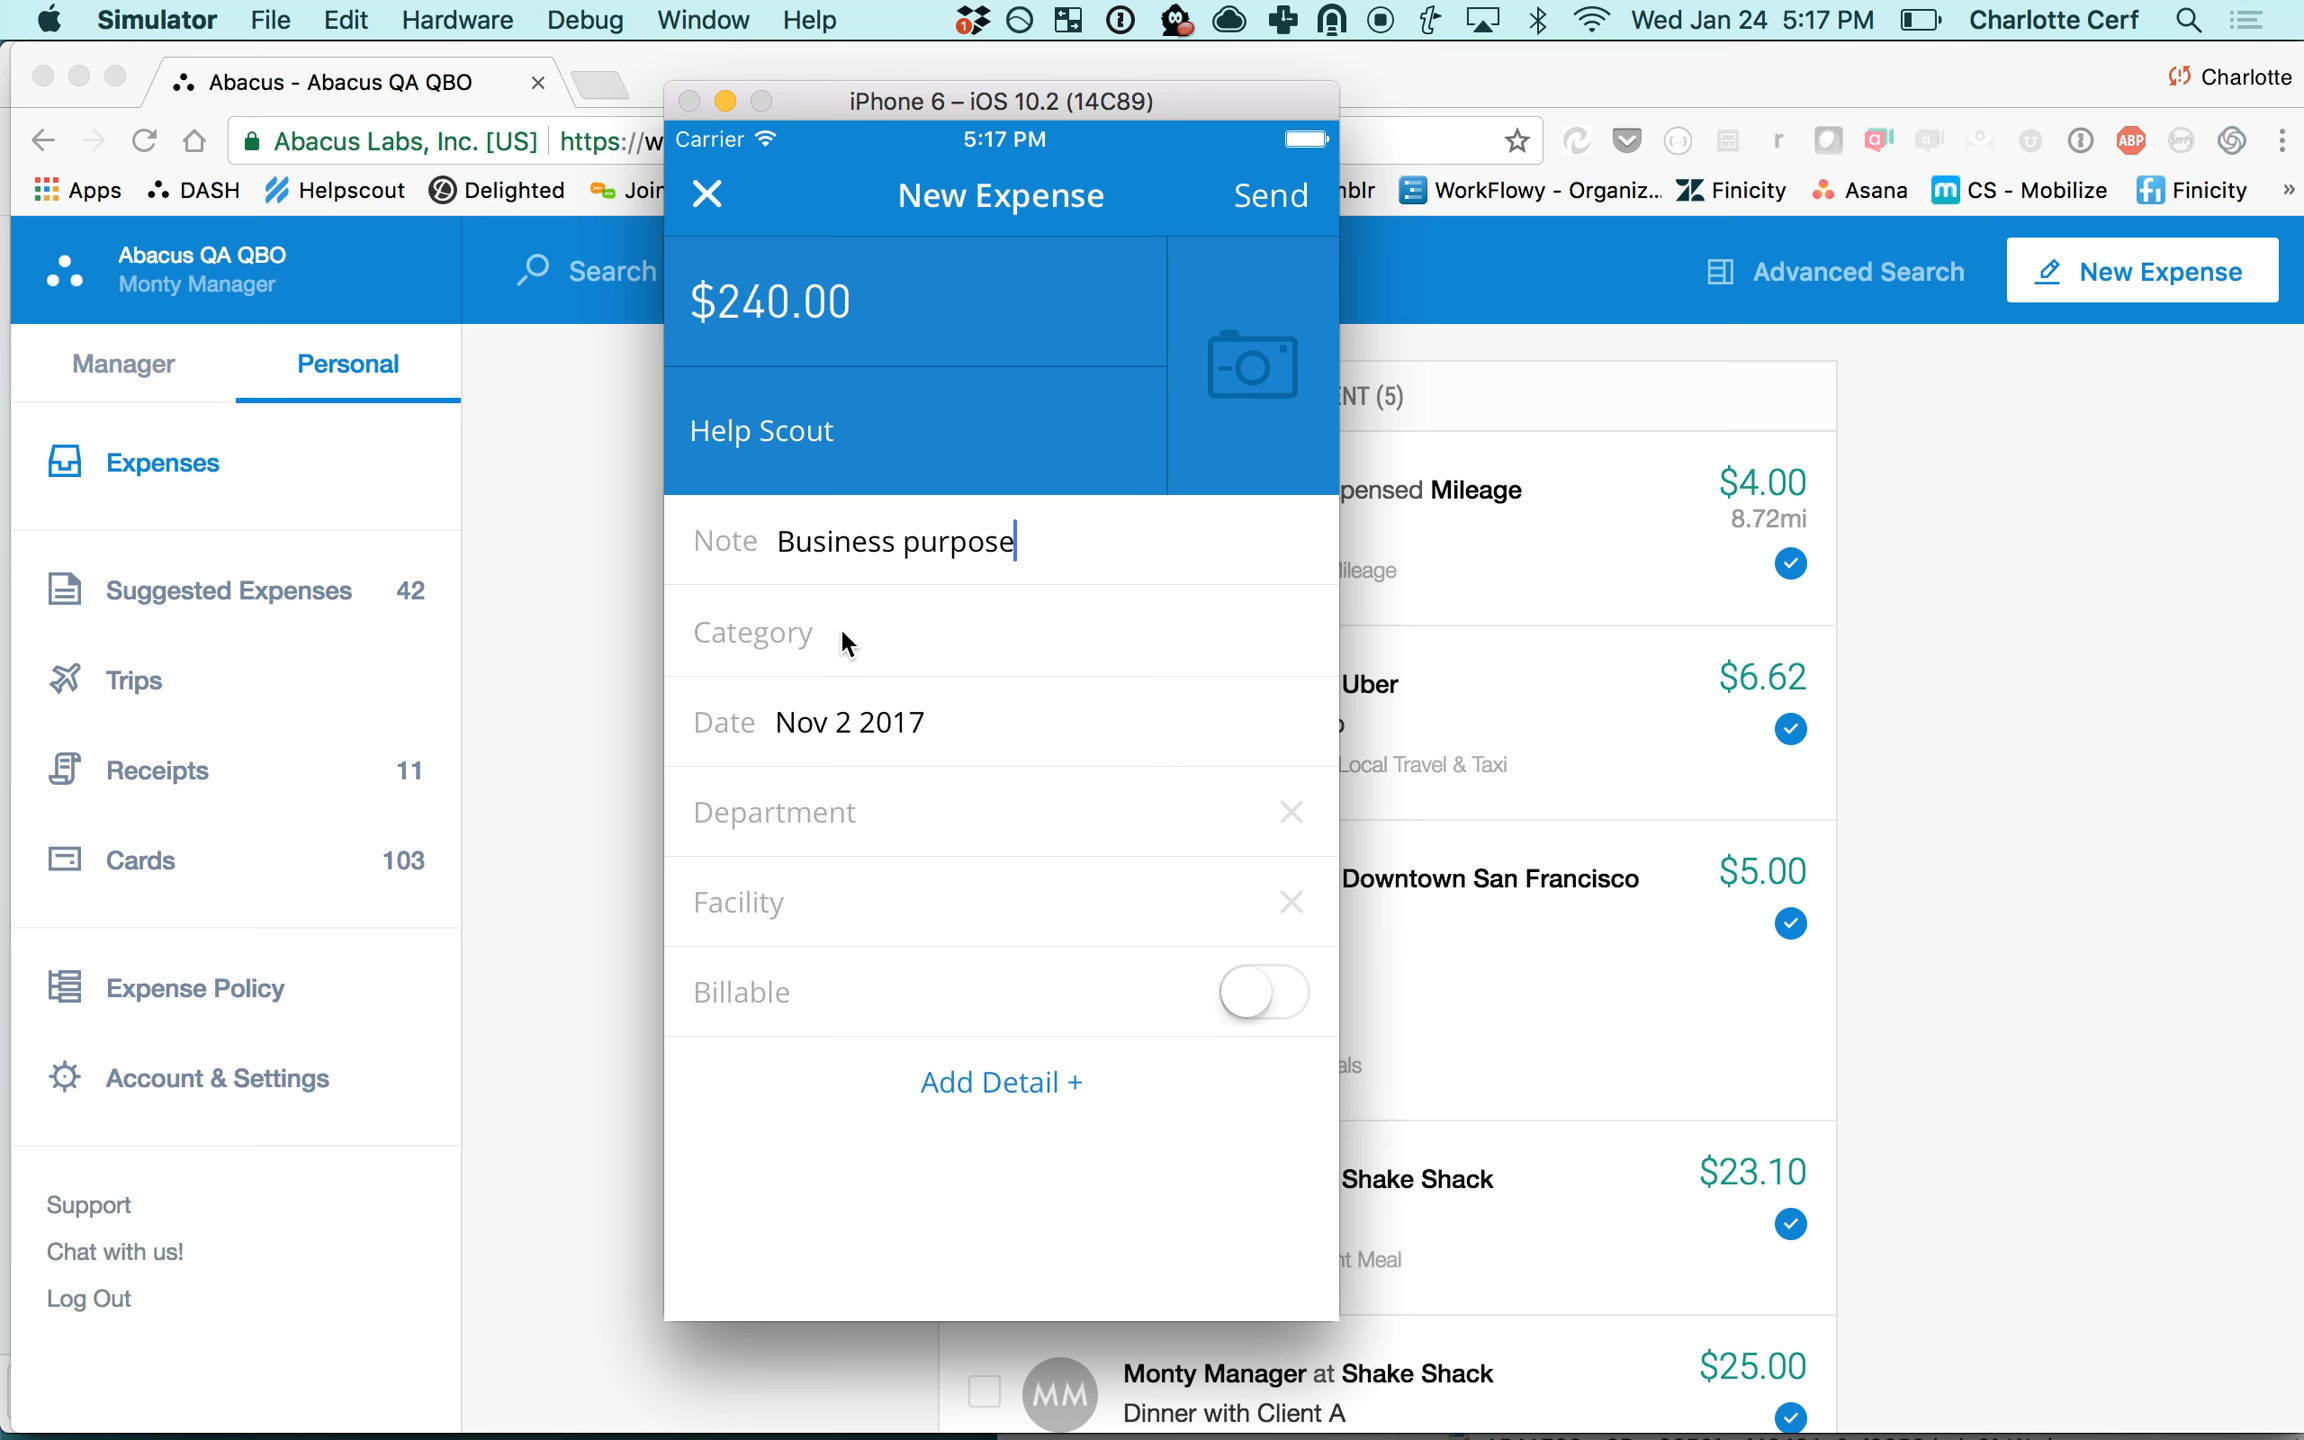 Simulator File Edit Hardware Debug Window Help
Wed Jan 24 5:17 PM Charlotte Cerf
Abacus - Abacus QA QBO
Charlotte
Abacus Labs, Inc. [US] https://w
Apps DASH Helpscout Delighted
WorkFlowy - Organiz... Finicity Asana CS - Mobilize Finicity »
iPhone 6 – iOS 10.2 (14C89)
Carrier 5:17 PM
New Expense Send
$240.00
Help Scout
Note Business purpose
Category
Date Nov 2 2017
Department
Facility
Billable
Add Detail +
Abacus QA QBO
Monty Manager
Search
Advanced Search
New Expense
Manager Personal
Expenses
Suggested Expenses 42
Trips
Receipts 11
Cards 103
Expense Policy
Account & Settings
Support
Chat with us!
Log Out
NT (5)
pensed Mileage $4.00
8.72mi
ileage
Uber $6.62
Local Travel & Taxi
Downtown San Francisco $5.00
als
Shake Shack $23.10
nt Meal
MM
Monty Manager at Shake Shack $25.00
Dinner with Client A